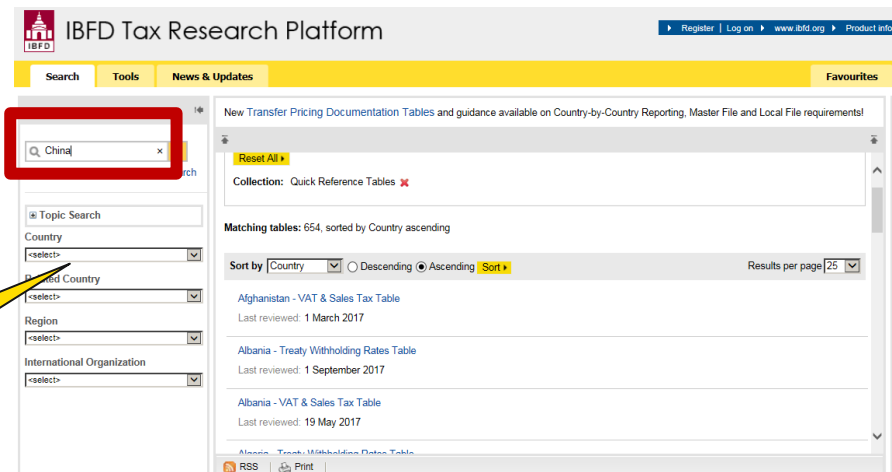 IBFD
IBFD Tax Research Platform
Register | Log on www.ibfd.org Product info
Search Tools News & Updates Favourites
New Transfer Pricing Documentation Tables and guidance available on Country-by-Country Reporting, Master File and Local File requirements!
China ×
Reset All
Collection: Quick Reference Tables
Topic Search
Matching tables: 654, sorted by Country ascending
Country
<select>
Sort by Country Descending Ascending Sort Results per page 25
Country
<select>
Afghanistan - VAT & Sales Tax Table
Last reviewed: 1 March 2017
Region
<select>
Albania - Treaty Withholding Rates Table
International Organization
Last reviewed: 1 September 2017
<select>
Albania - VAT & Sales Tax Table
Last reviewed: 19 May 2017
Algeria - Treaty Withholding Rates Table
RSS Print